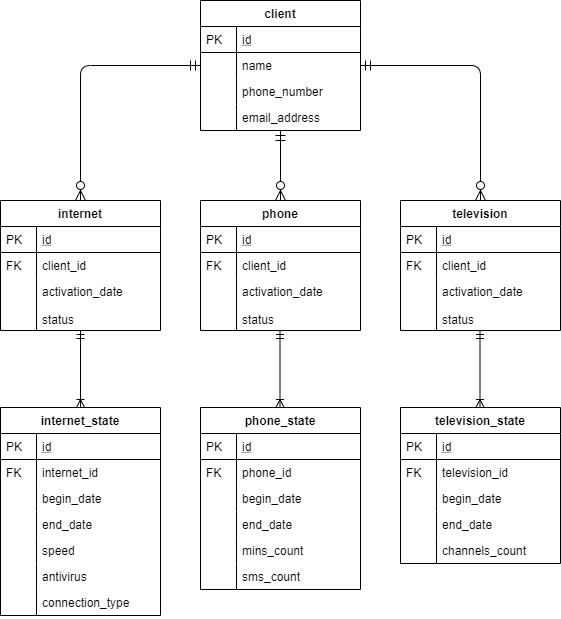 client
PK id
name
phone_number
email_address
internet
PK id
FK client_id
activation_date
status
phone
PK id
FK client_id
activation_date
status
television
PK id
FK client_id
activation_date
status
internet_state
PK id
FK internet_id
begin_date
end_date
speed
antivirus
connection_type
phone_state
PK id
FK phone_id
begin_date
end_date
mins_count
sms_count
television_state
PK id
FK television_id
begin_date
end_date
channels_count